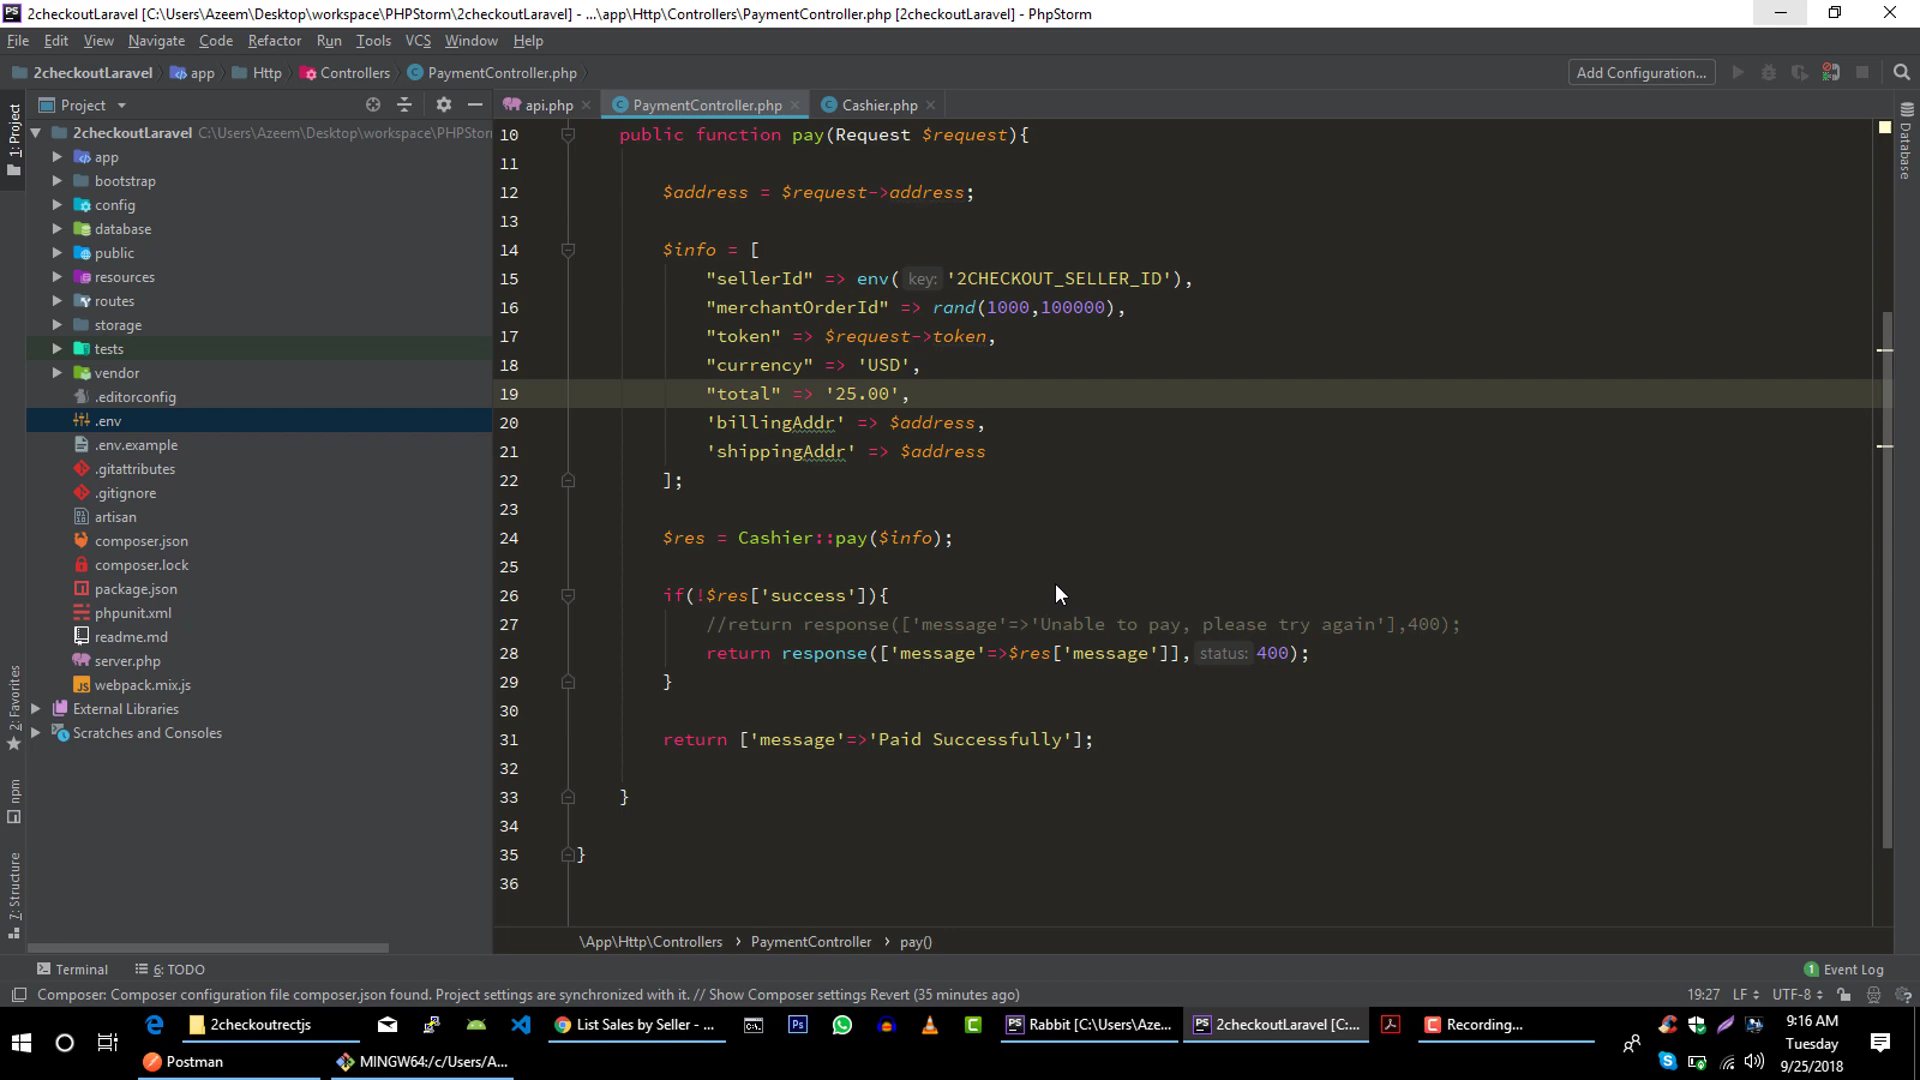 2checkoutLaravel [C:\Users\Azeem\Desktop\workspace\PHPStorm\2checkoutLaravel] - ...\app\Http\Controllers\PaymentController.php [2checkoutLaravel] - PhpStorm
File Edit View Navigate Code Refactor Run Tools VCS Window Help
2checkoutLaravel app Http Controllers PaymentController.php Add Configuration...
Project api.php PaymentController.php Cashier.php
1: Project
Database
2checkoutLaravel C:\Users\Azeem\Desktop\workspace\PHPStorm
app
bootstrap
config
database
public
resources
routes
storage
tests
vendor
.editorconfig
.env
.env.example
.gitattributes
.gitignore
artisan
composer.json
composer.lock
package.json
phpunit.xml
readme.md
server.php
webpack.mix.js
External Libraries
Scratches and Consoles
2: Favorites
npm
7: Structure
10 public function pay(Request $request){
11
12 $address = $request->address;
13
14 $info = [
15 "sellerId" => env( key: '2CHECKOUT_SELLER_ID'),
16 "merchantOrderId" => rand(1000,100000),
17 "token" => $request->token,
18 "currency" => 'USD',
19 "total" => '25.00',
20 'billingAddr' => $address,
21 'shippingAddr' => $address
22 ];
23
24 $res = Cashier::pay($info);
25
26 if(!$res['success']){
27 //return response(['message'=>'Unable to pay, please try again'],400);
28 return response(['message'=>$res['message']], status: 400);
29 }
30
31 return ['message'=>'Paid Successfully'];
32
33 }
34
35 }
36
\App\Http\Controllers › PaymentController › pay()
Terminal 6: TODO 1 Event Log
Composer: Composer configuration file composer.json found. Project settings are synchronized with it. // Show Composer settings Revert (35 minutes ago) 19:27 LF UTF-8
2checkoutrectjs List Sales by Seller - ... Rabbit [C:\Users\Aze... 2checkoutLaravel [C:... Recording...
Postman MINGW64:/c/Users/A...
9:16 AM
Tuesday
9/25/2018